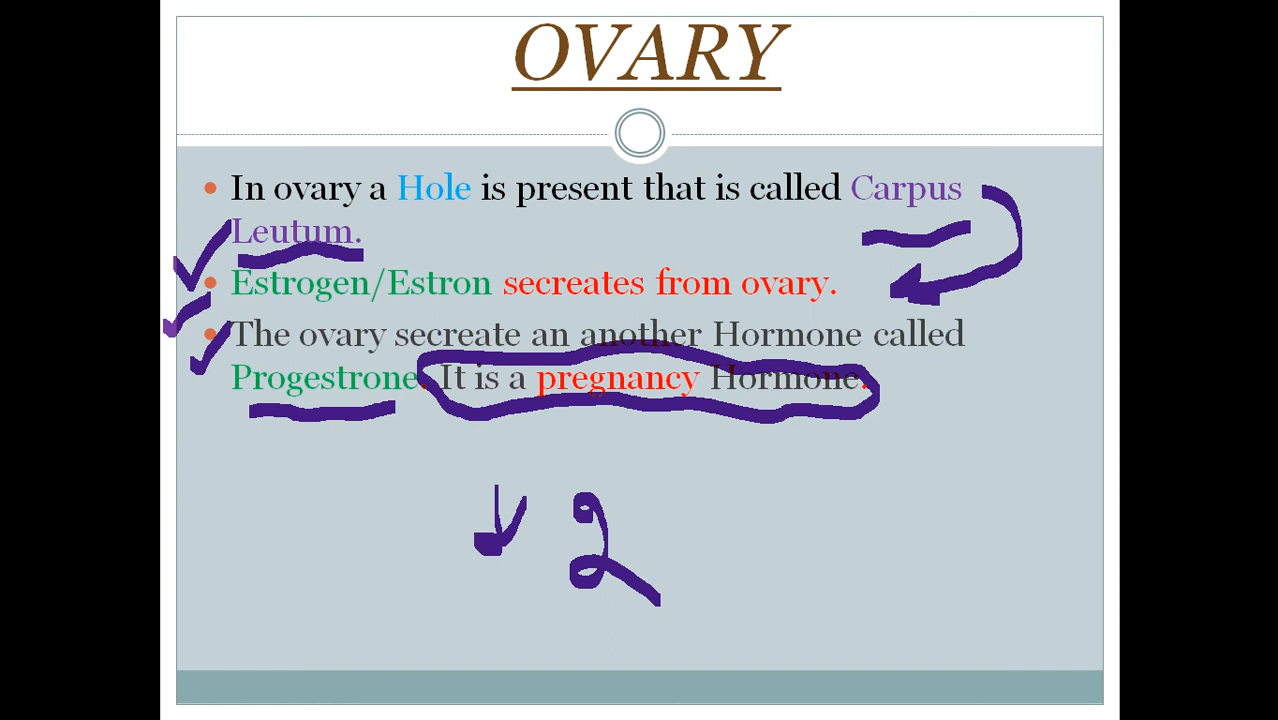 OVARY
In ovary a Hole is present that is called Carpus
Leutum.
Estrogen/Estron secreates from ovary.
The ovary secreate an another Hormone called
Progestrone. It is a pregnancy Hormone.
2